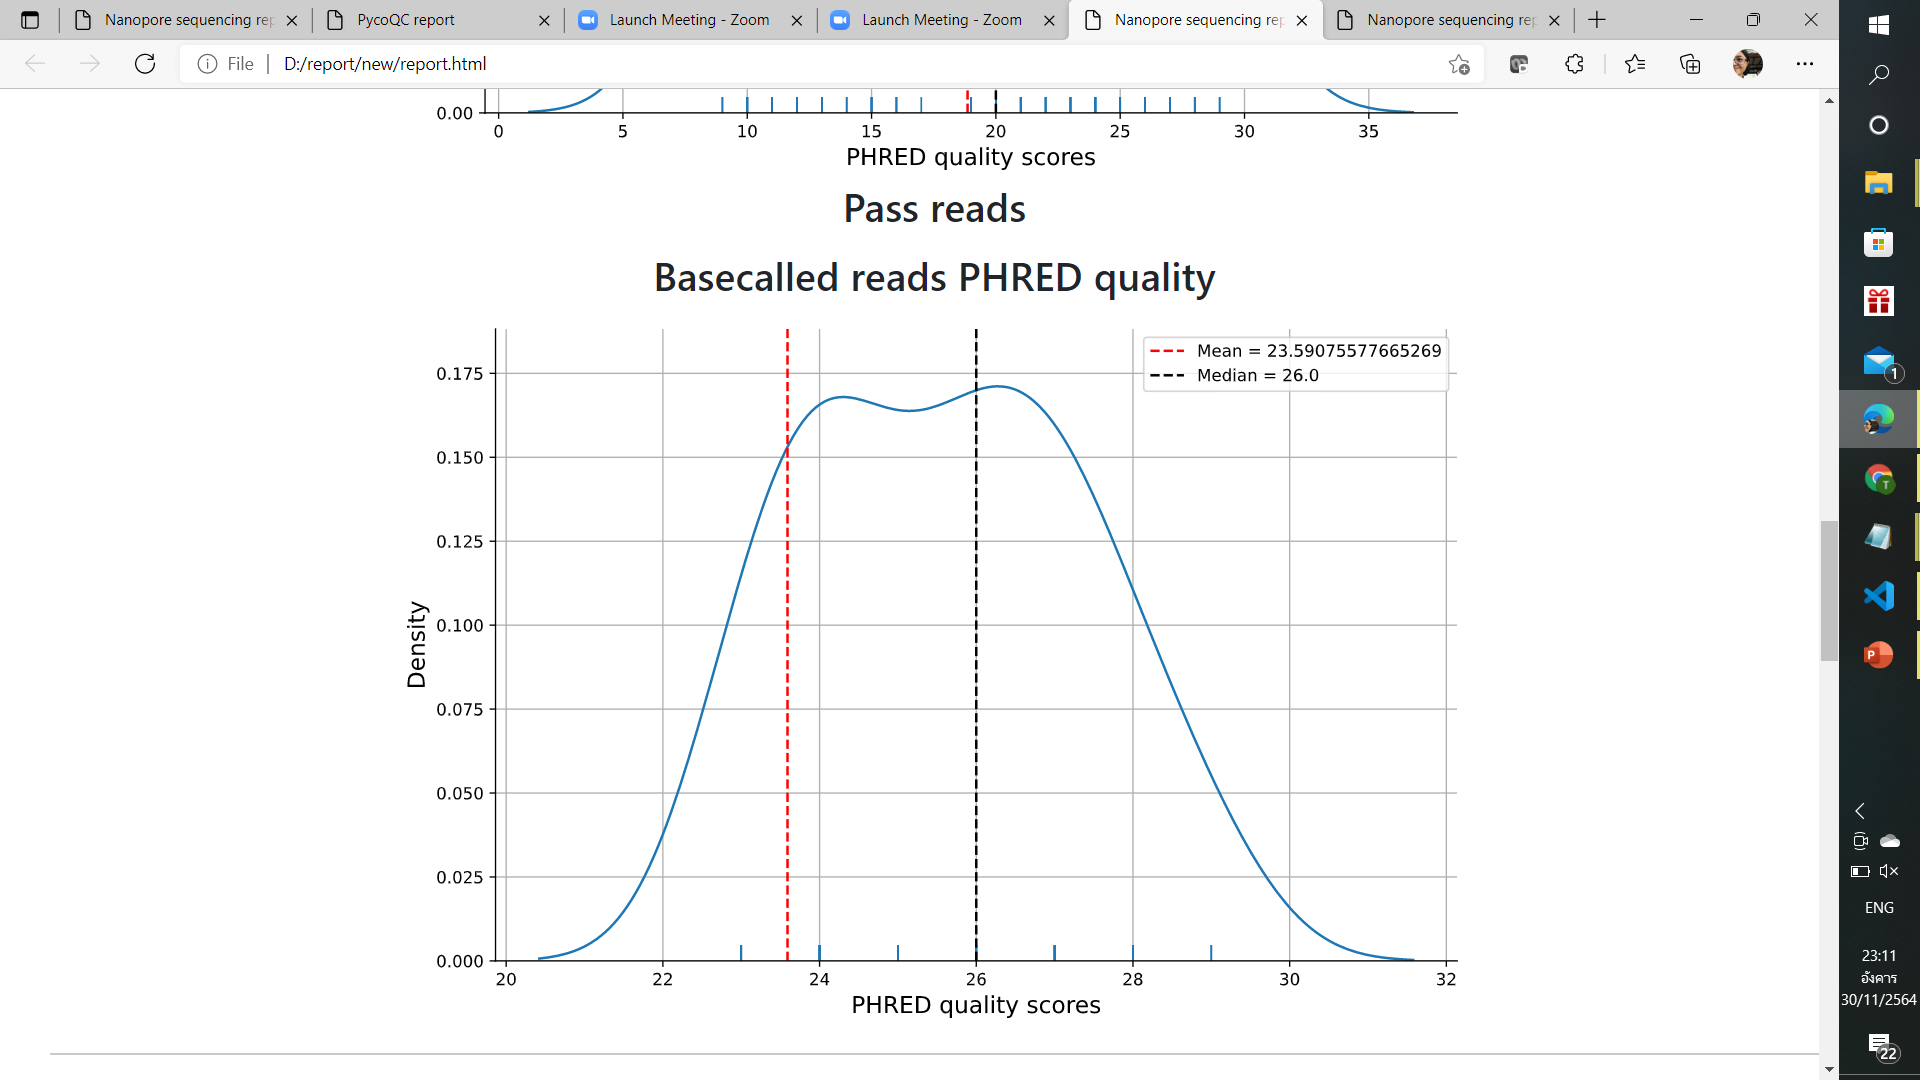 Nanopore sequencing rep
PycoQC report
Launch Meeting - Zoom
Launch Meeting - Zoom
Nanopore sequencing rep
Nanopore sequencing rep
File
D:/report/new/report.html
0.00
0 5 10 15 20 25 30 35
PHRED quality scores
Pass reads
Basecalled reads PHRED quality
Mean = 23.59075577665269
Median = 26.0
0.175
0.150
0.125
0.100
0.075
0.050
0.025
0.000
Density
20 22 24 26 28 30 32
PHRED quality scores
1
T
P
ENG
23:11
อังคาร
30/11/2564
22